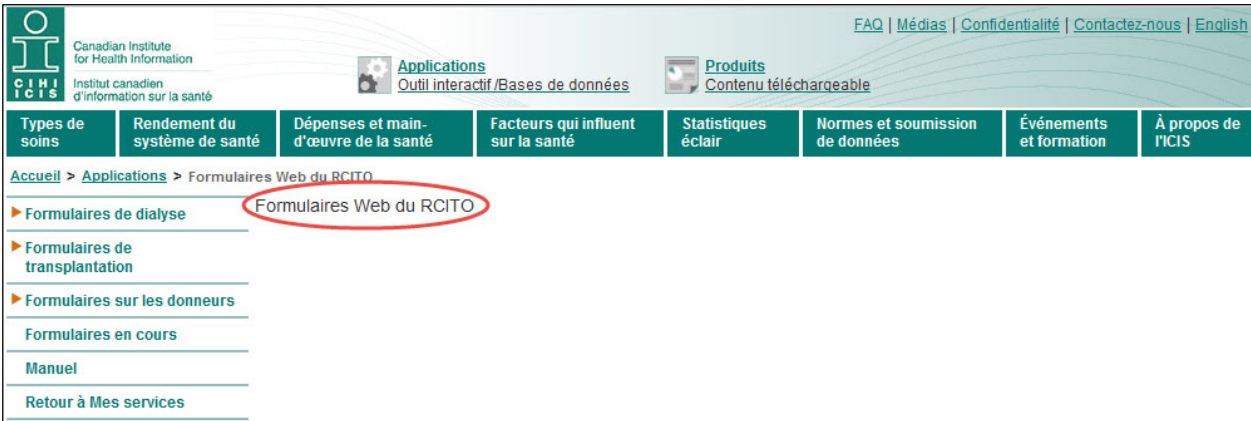 FAQ | Médias | Confidentialité | Contactez-nous | English
Canadian Institute
for Health Information
CIHI
ICIS
Institut canadien
d'information sur la santé
Applications
Outil interactif /Bases de données
Produits
Contenu téléchargeable
Types de
soins
Rendement du
système de santé
Dépenses et main-
d'œuvre de la santé
Facteurs qui influent
sur la santé
Statistiques
éclair
Normes et soumission
de données
Événements
et formation
À propos de
l'ICIS
Accueil > Applications > Formulaires Web du RCITO
Formulaires Web du RCITO
Formulaires de dialyse
Formulaires de
transplantation
Formulaires sur les donneurs
Formulaires en cours
Manuel
Retour à Mes services